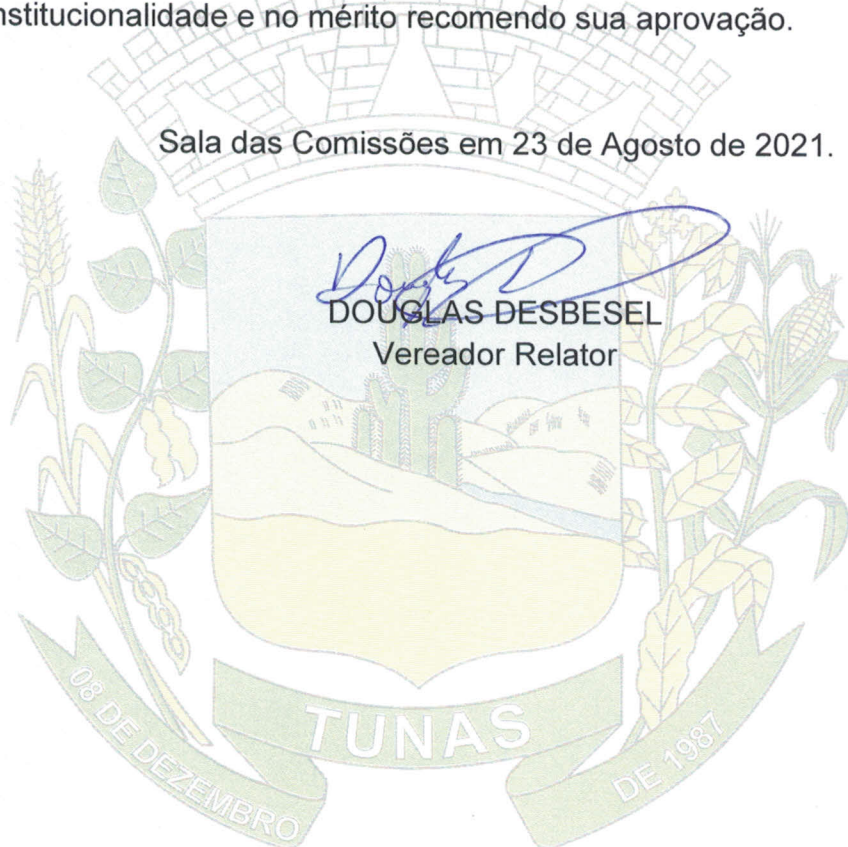 nstitucionalidade e no mérito recomendo sua aprovação.
Sala das Comissões em 23 de Agosto de 2021.
DOUGLAS DESBESEL
Vereador Relator
08 DE DEZEMBRO
TUNAS
DE 1987